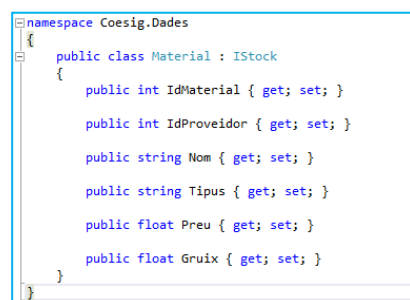 namespace Coesig.Dades
{
public class Material : IStock
{
public int IdMaterial { get; set; }
public int IdProveidor { get; set; }
public string Nom { get; set; }
public string Tipus { get; set; }
public float Preu { get; set; }
public float Gruix { get; set; }
}
}